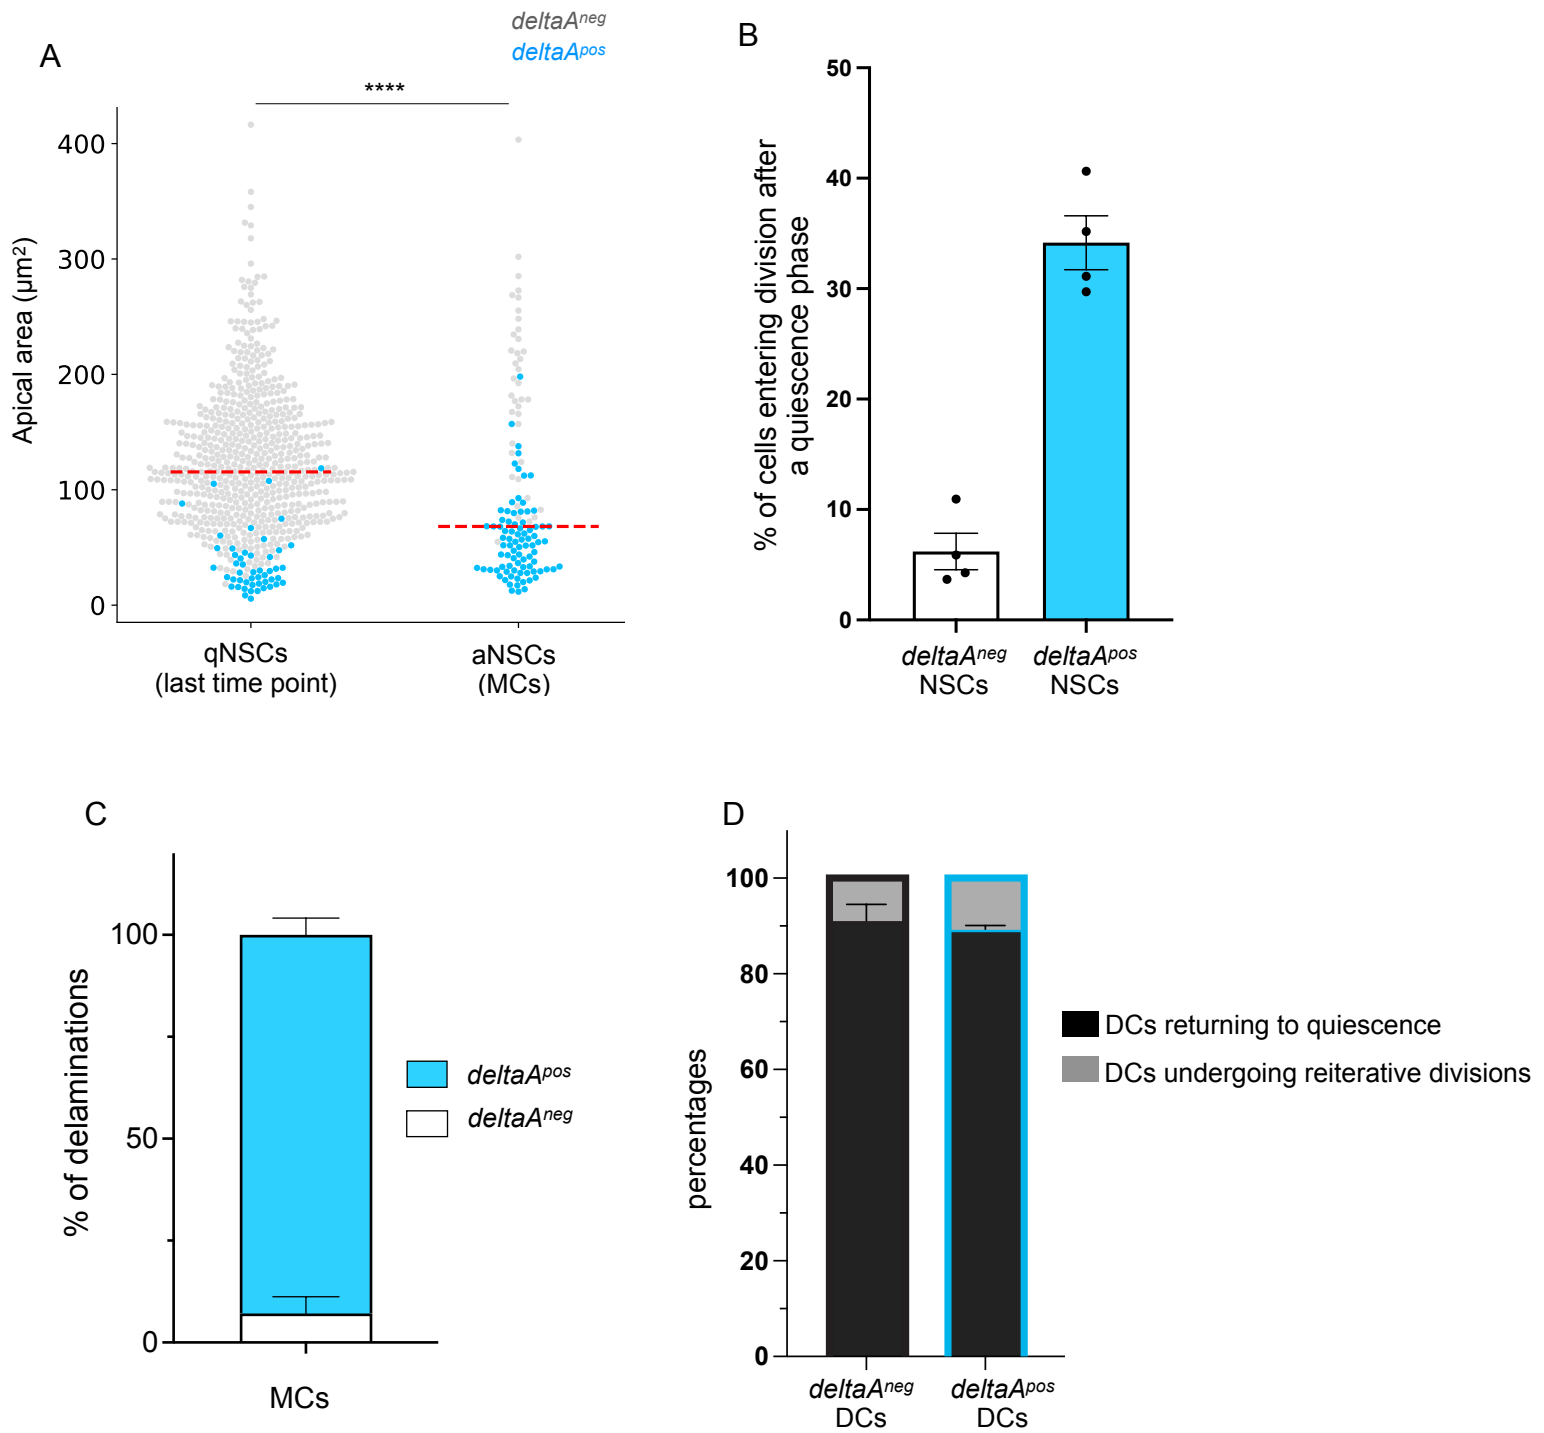 A
deltaAneg
deltaApos
****
Apical area (µm2)
400
300
200
100
0
qNSCs
(last time point)
aNSCs
(MCs)
B
% of cells entering division after
a quiescence phase
50
40
30
20
10
0
deltaAneg
NSCs
deltaApos
NSCs
C
% of delaminations
100
50
0
MCs
deltaApos
deltaAneg
D
percentages
100
80
60
40
20
0
deltaAneg
DCs
deltaApos
DCs
DCs returning to quiescence
DCs undergoing reiterative divisions